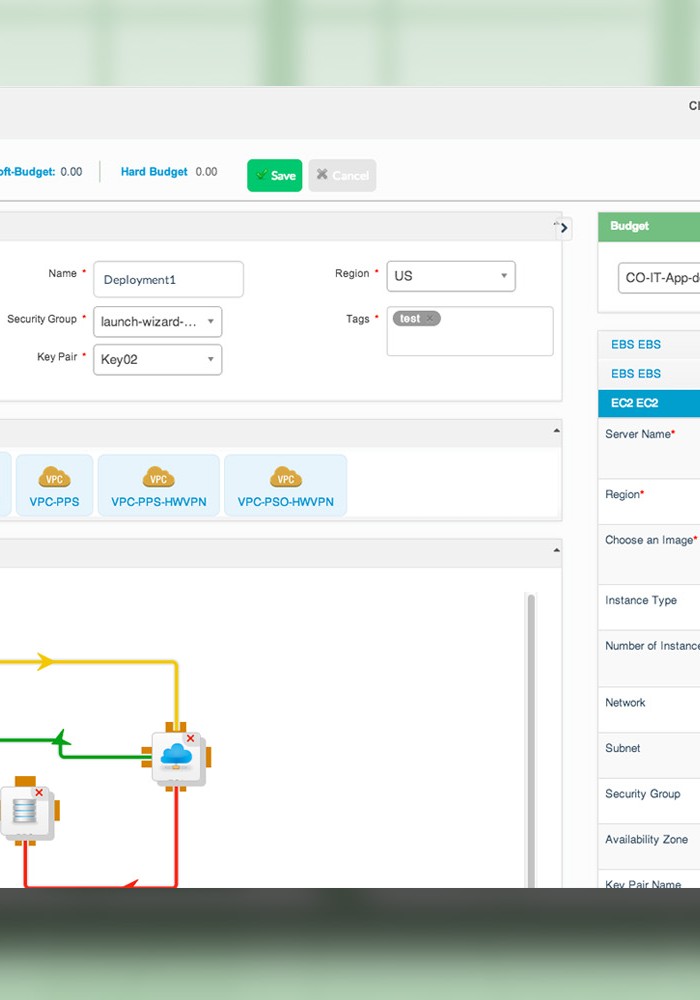 oft-Budget: 0.00 Hard Budget 0.00 Save Cancel
Budget
Name * Deployment1 Region * US
CO-IT-App-d
Security Group * launch-wizard-... Tags * test
Key Pair * Key02
EBS EBS
EBS EBS
EC2 EC2
Server Name*
VPC VPC VPC
VPC-PPS VPC-PPS-HWVPN VPC-PSO-HWVPN
Region*
Choose an Image*
Instance Type
Number of Instance
Network
Subnet
Security Group
Availability Zone
Key Pair Name